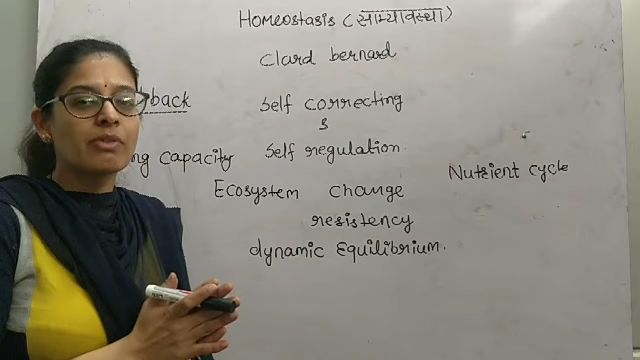 Homeostasis (साम्यावस्था)
Clard bernard
back
Self correcting
&
ng capacity
Self regulation
Nutrient cycle
Ecosystem change
resistency
dynamic Equilibrium.